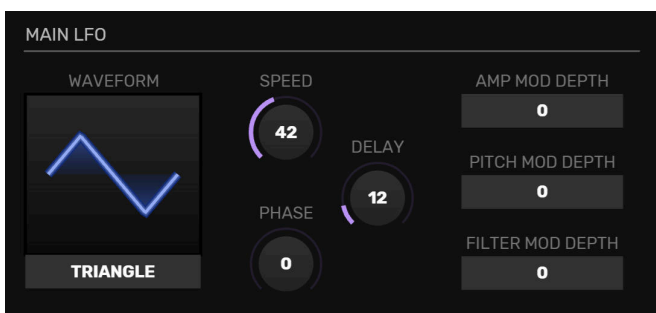 MAIN LFO
WAVEFORM
TRIANGLE
SPEED
42
DELAY
12
PHASE
0
AMP MOD DEPTH
0
PITCH MOD DEPTH
0
FILTER MOD DEPTH
0